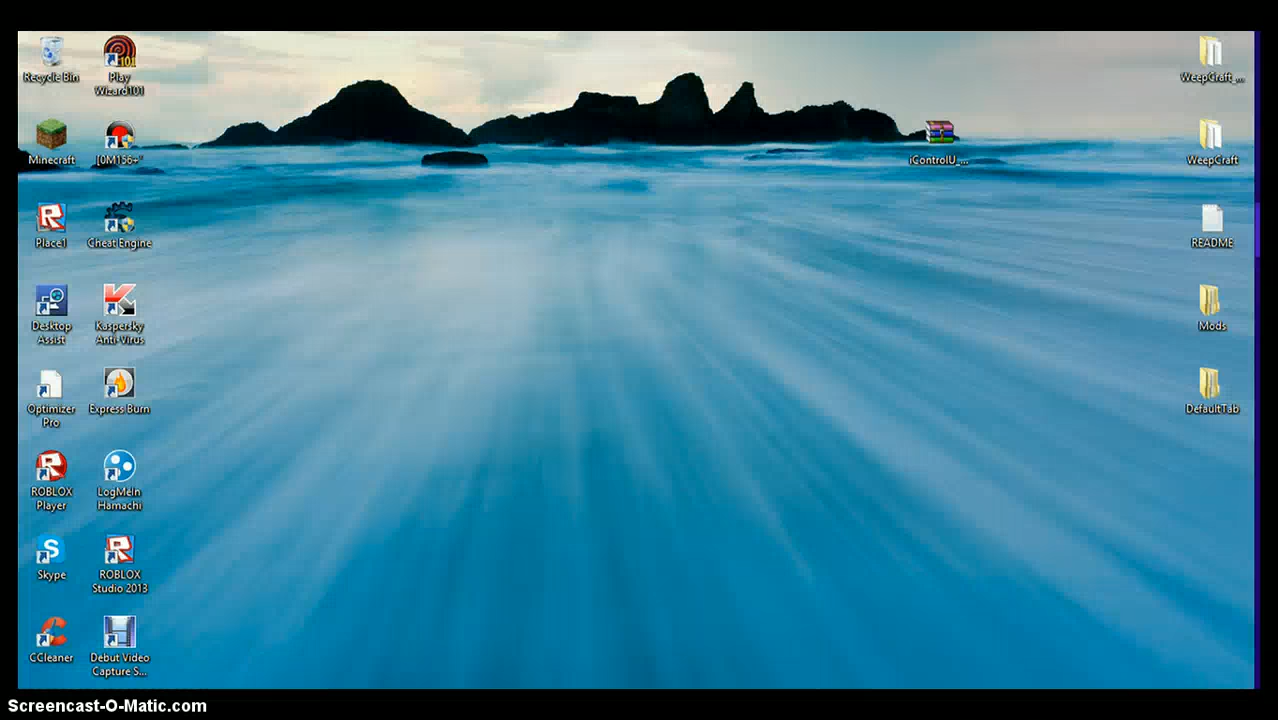 Recycle Bin
Play
Wizard101
Minecraft
[0M156+"
Place1
Cheat Engine
Desktop
Assist
Kaspersky
Anti-Virus
Optimizer
Pro
Express Burn
ROBLOX
Player
LogMeIn
Hamachi
Skype
ROBLOX
Studio 2013
CCleaner
Debut Video
Capture S...
iControlU_...
WeepCraft_...
WeepCraft
README
Mods
DefaultTab
Screencast-O-Matic.com